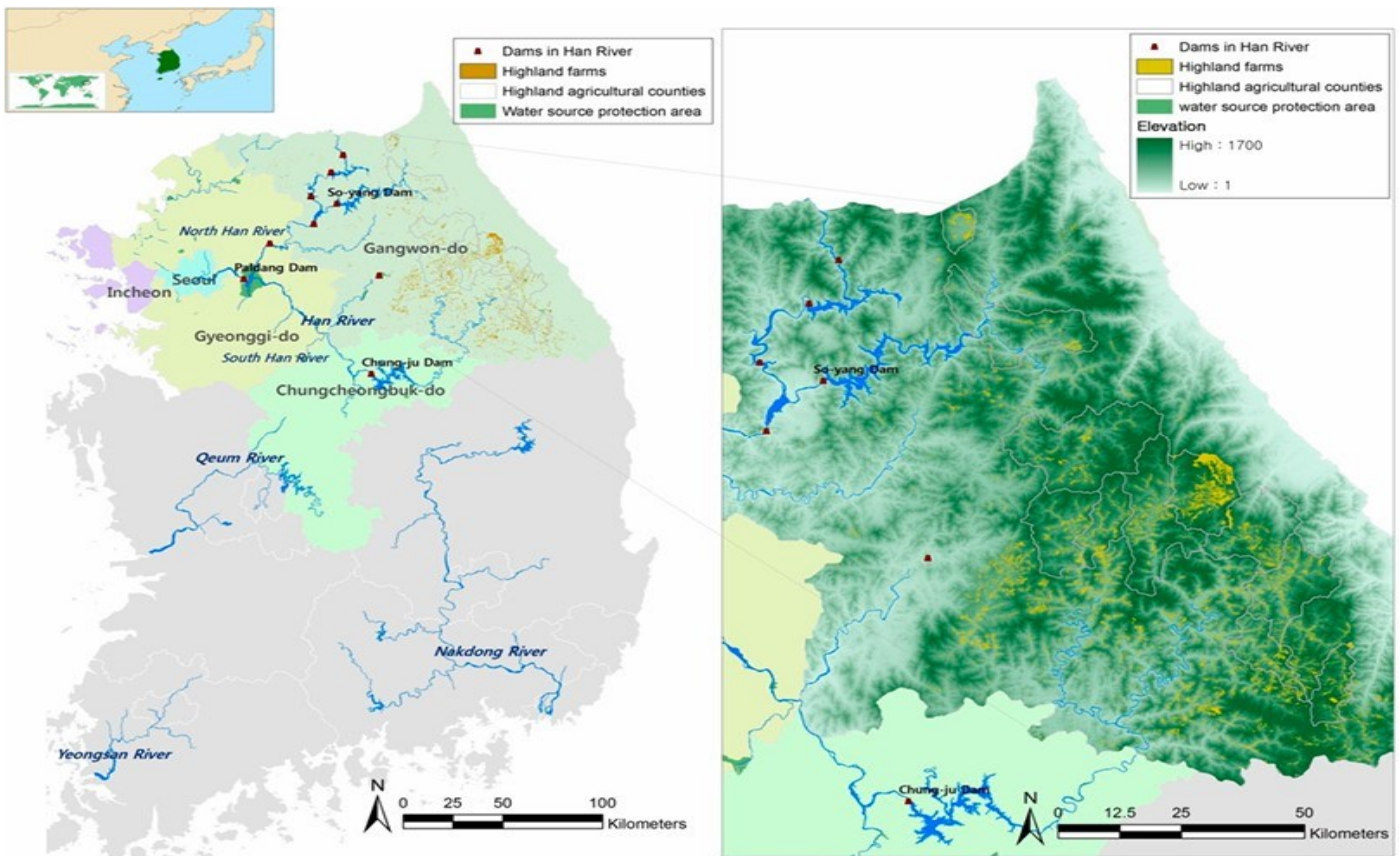 Dams in Han River
Highland farms
Highland agricultural counties
Water source protection area
So-yang Dam
North Han River
Gangwon-do
Paldang Dam
Seoul
Incheon
Han River
Gyeonggi-do
South Han River
Chung-ju Dam
Chungcheongbuk-do
Qeum River
Nakdong River
Yeongsan River
N
0 25 50 100
Kilometers
Dams in Han River
Highland farms
Highland agricultural counties
water source protection area
Elevation
High : 1700
Low : 1
So-yang Dam
Chung-ju Dam
N
0 12.5 25 50
Kilometers